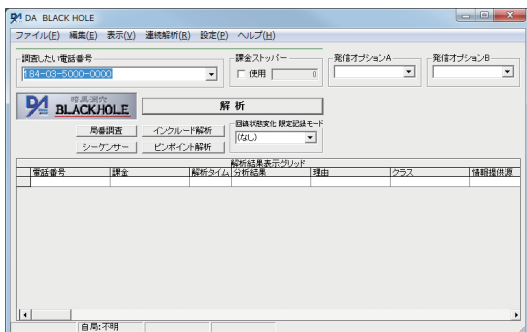 DA BLACK HOLE
ファイル(F) 編集(E) 表示(V) 連続解析(R) 設定(P) ヘルプ(H)
調査したい電話番号
184-03-5000-0000
課金ストッパー
使用 0
発信オプションA
発信オプションB
暗黒洞穴
DA BLACKHOLE
解 析
局番調査
インクルード解析
シーケンサー
ピンポイント解析
回線状態変化 限定記録モード
(なし)
解析結果表示グリッド
電話番号 課金 解析タイム 分析結果 理由 クラス 情報提供源
自局:不明